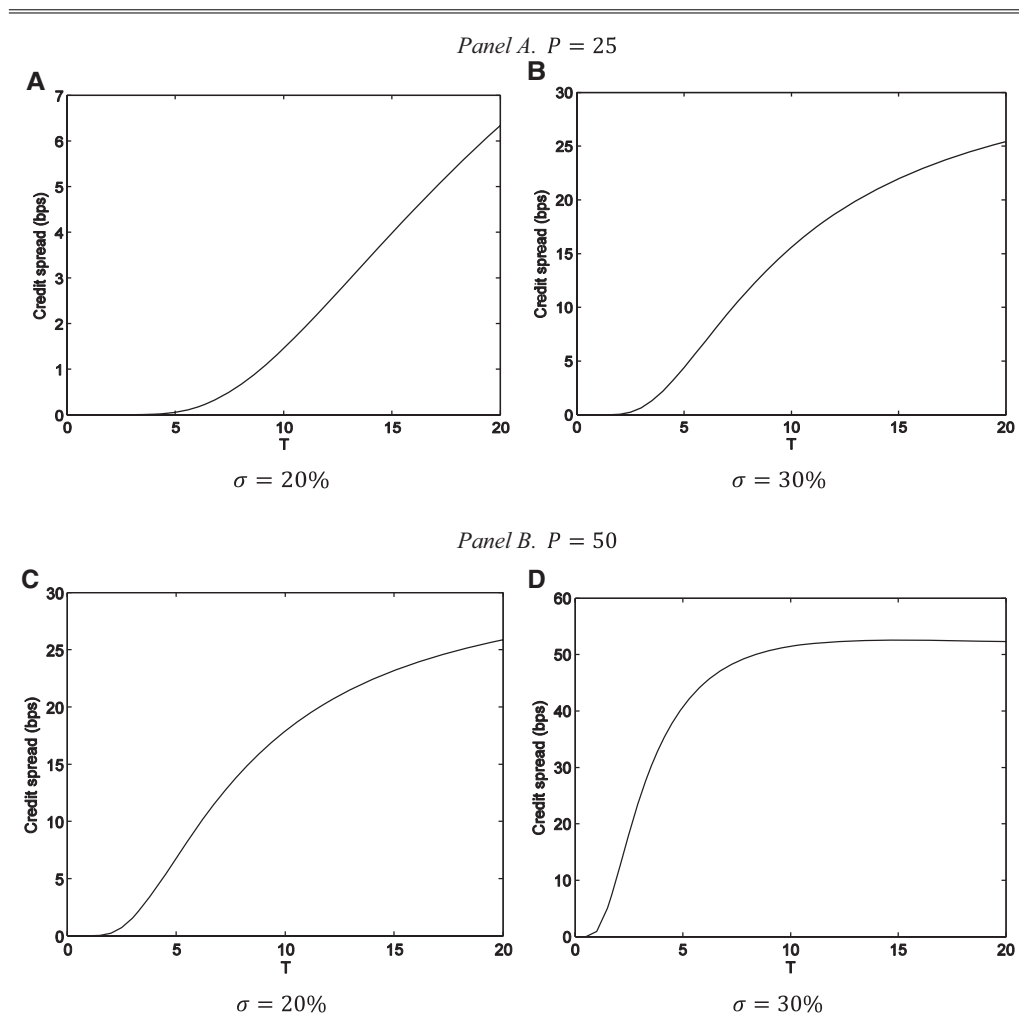 Panel A. P = 25
A
B
7
6
5
4
3
2
1
0
Credit spread (bps)
0 5 10 15 20
T
σ = 20%
30
25
20
15
10
5
0
Credit spread (bps)
0 5 10 15 20
T
σ = 30%
Panel B. P = 50
C
D
30
25
20
15
10
5
0
Credit spread (bps)
0 5 10 15 20
T
σ = 20%
60
50
40
30
20
10
0
Credit spread (bps)
0 5 10 15 20
T
σ = 30%